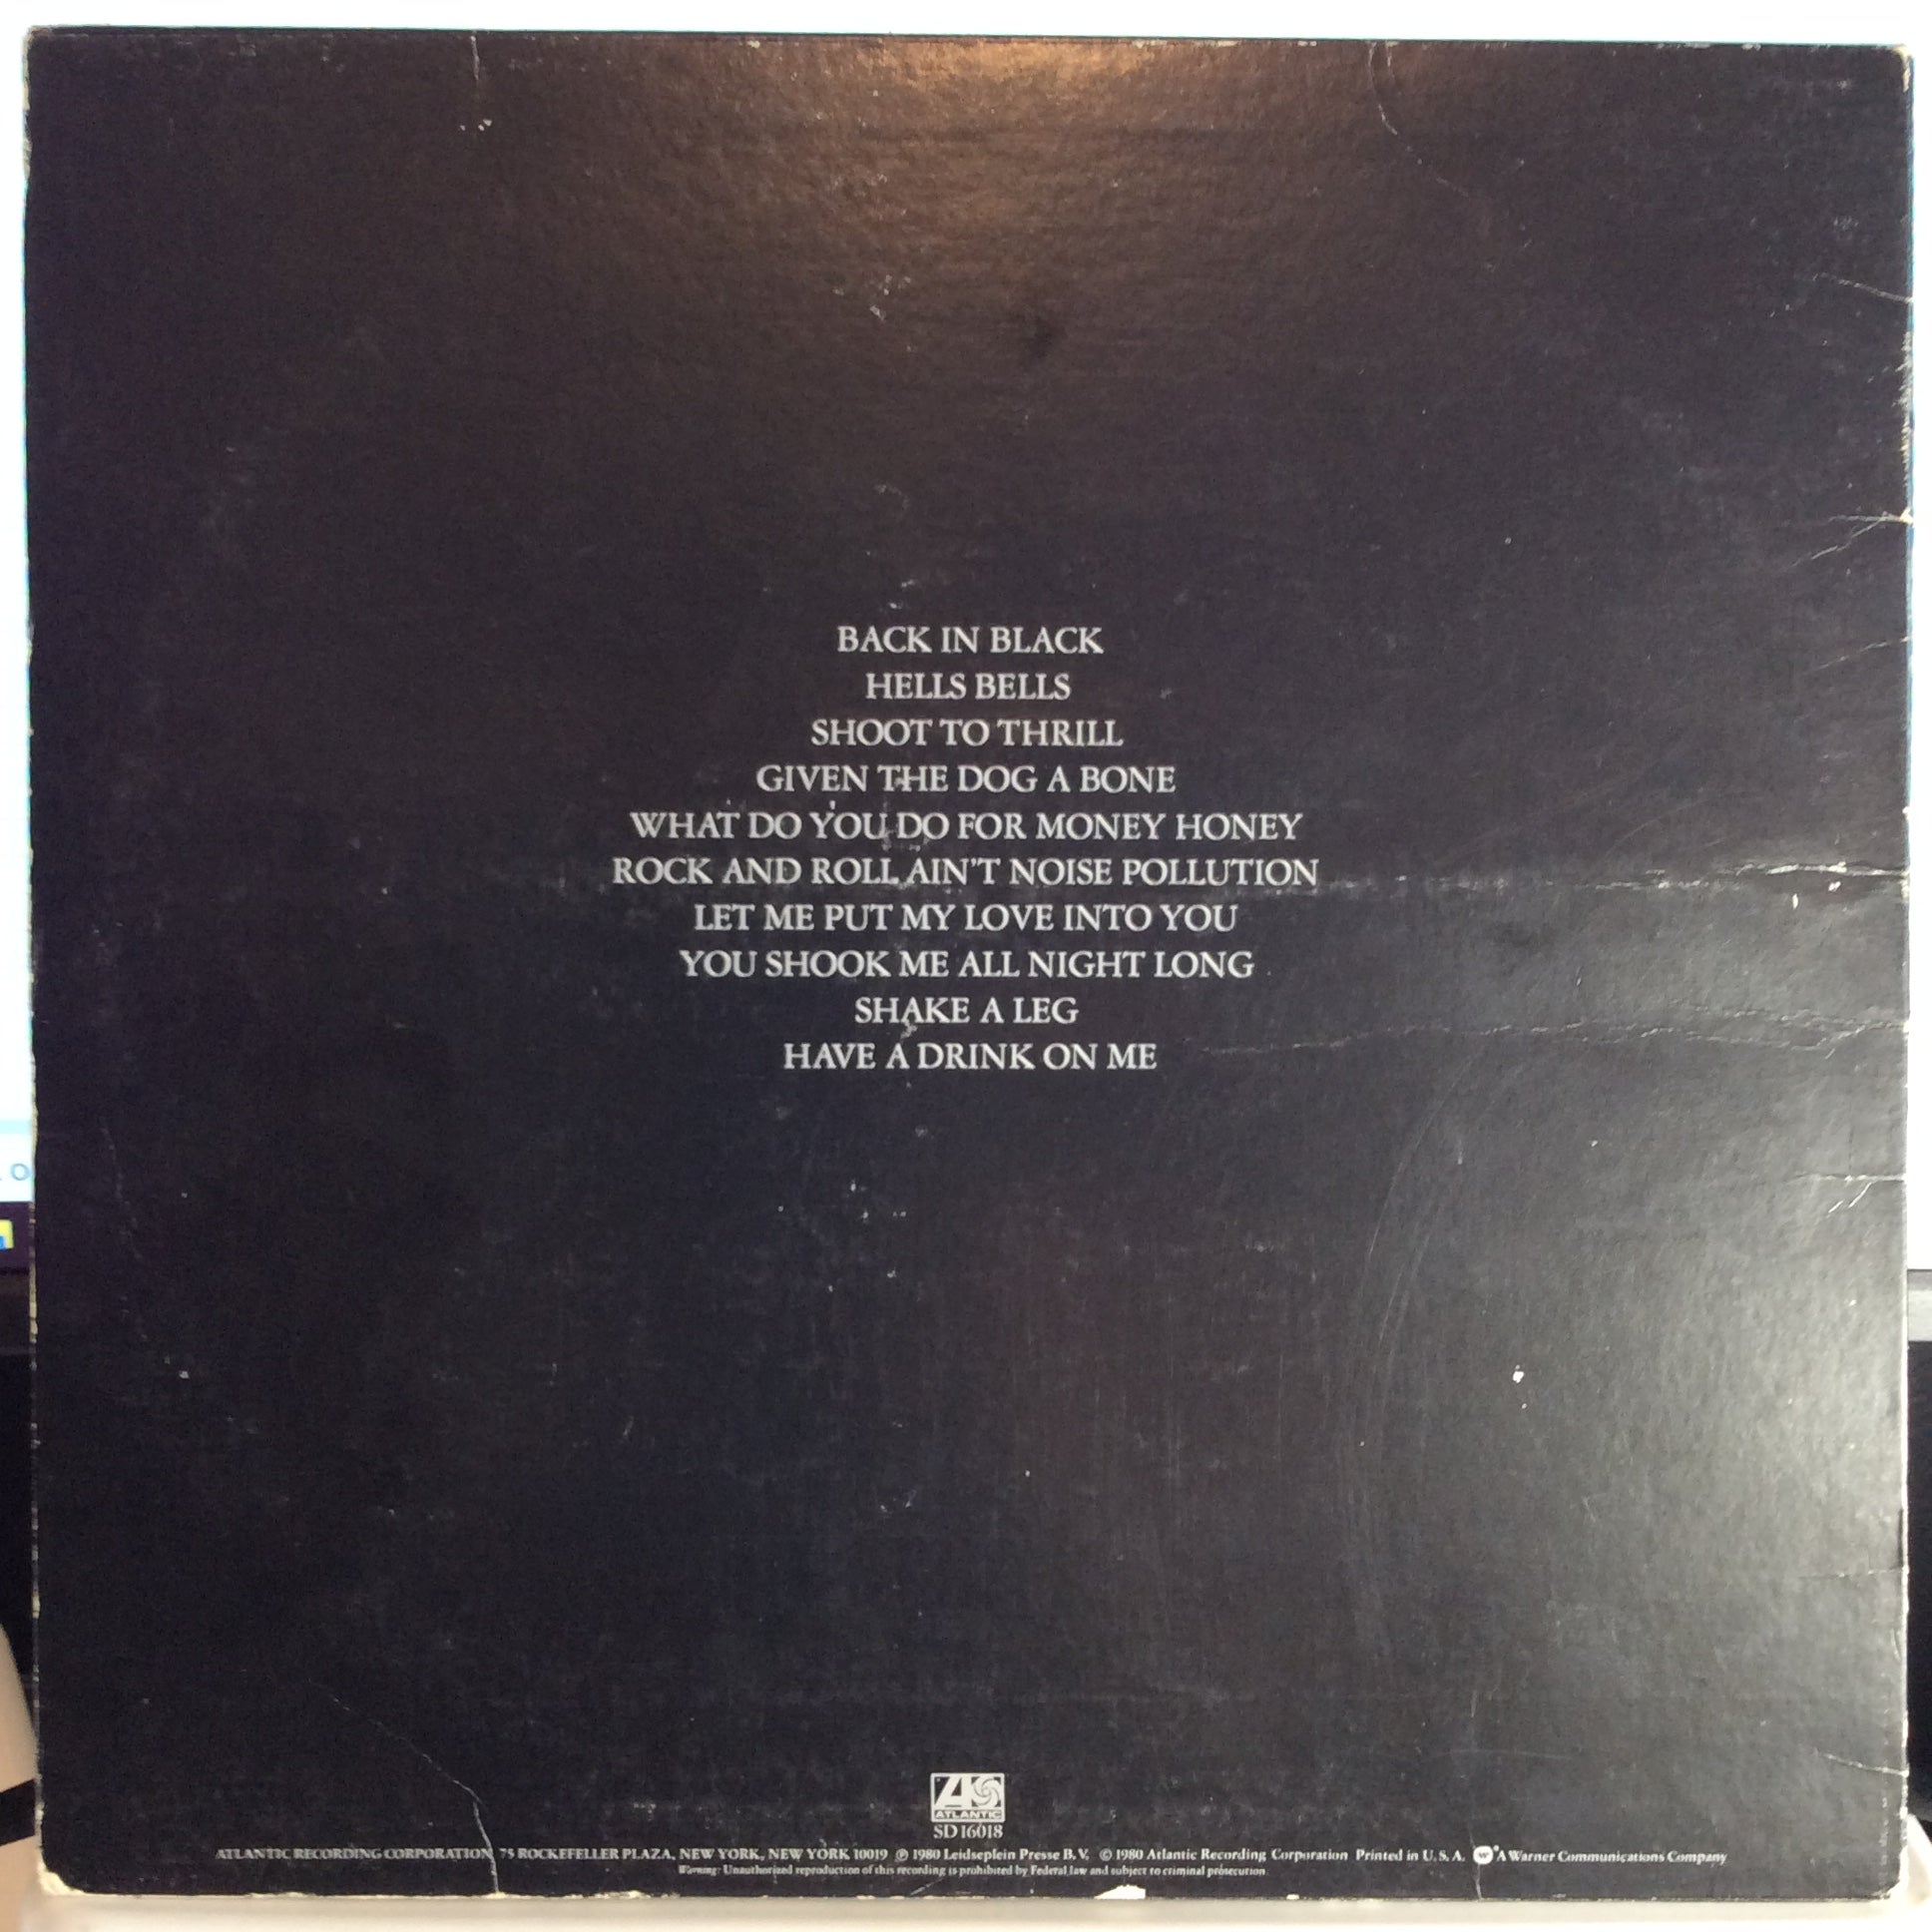 BACK IN BLACK
HELLS BELLS
SHOOT TO THRILL
GIVEN THE DOG A BONE
WHAT DO YOU DO FOR MONEY HONEY
ROCK AND ROLL AIN'T NOISE POLLUTION
LET ME PUT MY LOVE INTO YOU
YOU SHOOK ME ALL NIGHT LONG
SHAKE A LEG
HAVE A DRINK ON ME
ATLANTIC
SD 16018
ATLANTIC RECORDING CORPORATION, 75 ROCKEFELLER PLAZA, NEW YORK, NEW YORK 10019 ℗ 1980 Leidseplein Presse B.V. © 1980 Atlantic Recording Corporation Printed in U.S.A. A Warner Communications Company
Warning: Unauthorized reproduction of this recording is prohibited by Federal law and subject to criminal prosecution